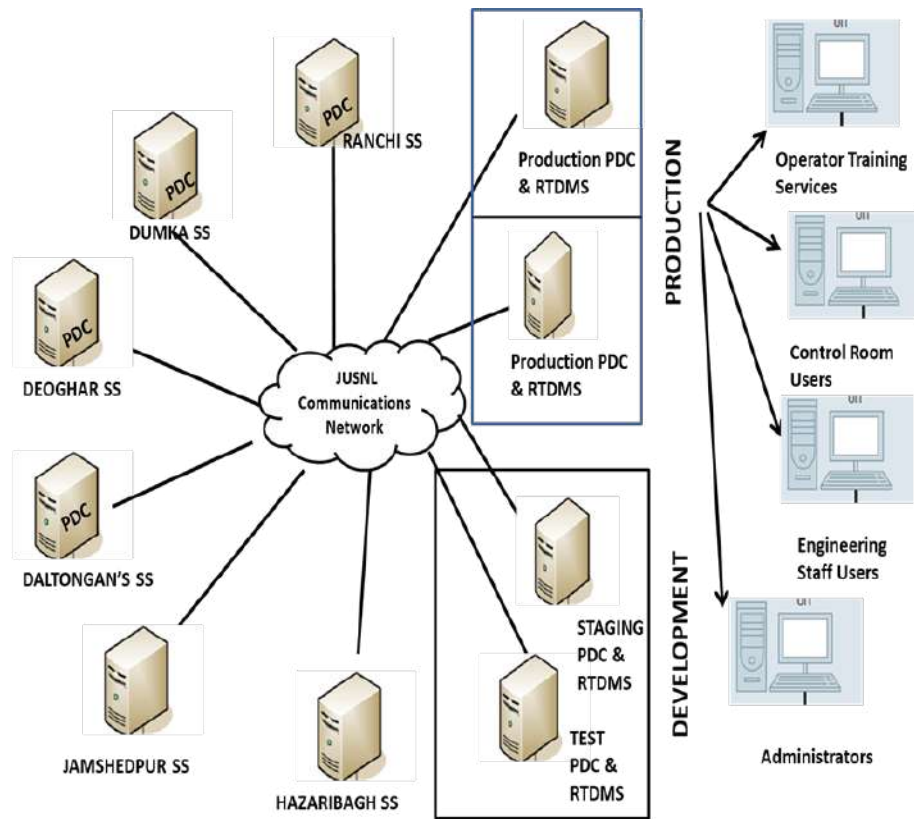 PDC
RANCHI SS
PDC
DUMKA SS
PDC
DEOGHAR SS
PDC
DALTONGAN'S SS
JAMSHEDPUR SS
HAZARIBAGH SS
JUSNL
Communications
Network
Production PDC
& RTDMS
Production PDC
& RTDMS
PRODUCTION
STAGING
PDC &
RTDMS
TEST
PDC &
RTDMS
DEVELOPMENT
Operator Training
Services
Control Room
Users
Engineering
Staff Users
Administrators